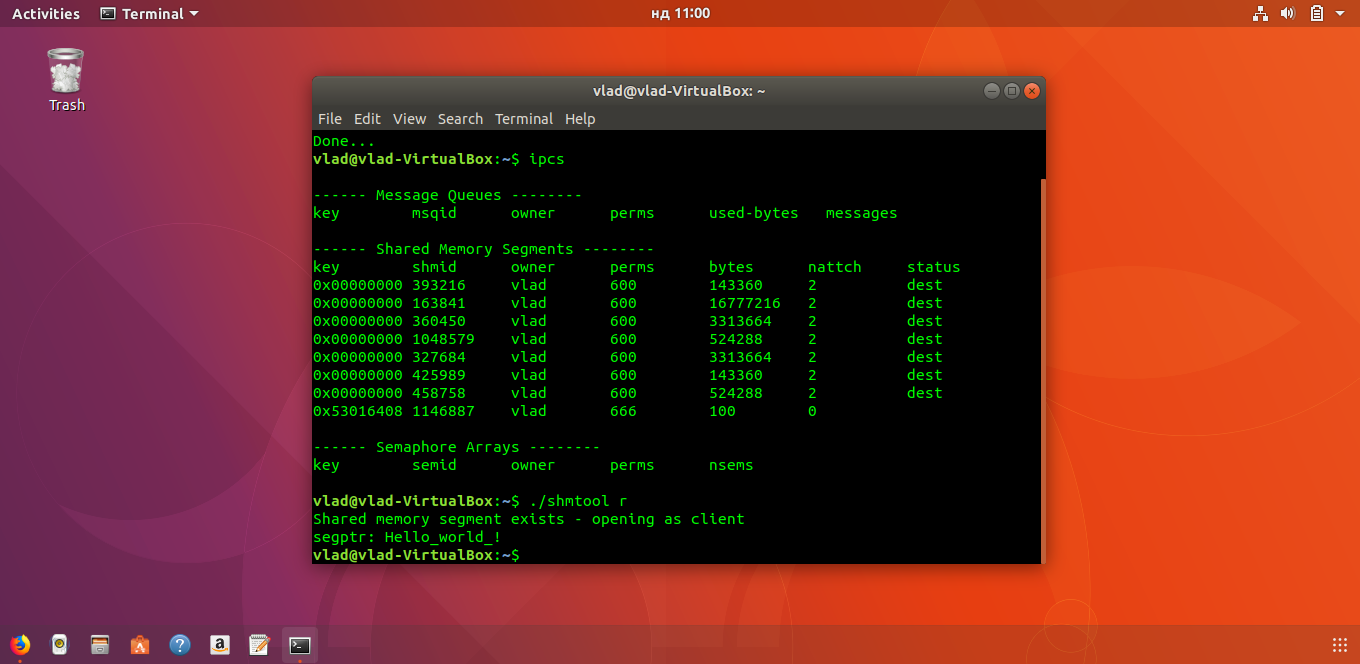 Activities Terminal нд 11:00
Trash
vlad@vlad-VirtualBox: ~
File Edit View Search Terminal Help
Done...
vlad@vlad-VirtualBox:~$ ipcs
------ Message Queues --------
key msqid owner perms used-bytes messages
------ Shared Memory Segments --------
key shmid owner perms bytes nattch status
0x00000000 393216 vlad 600 143360 2 dest
0x00000000 163841 vlad 600 16777216 2 dest
0x00000000 360450 vlad 600 3313664 2 dest
0x00000000 1048579 vlad 600 524288 2 dest
0x00000000 327684 vlad 600 3313664 2 dest
0x00000000 425989 vlad 600 143360 2 dest
0x00000000 458758 vlad 600 524288 2 dest
0x53016408 1146887 vlad 666 100 0
------ Semaphore Arrays --------
key semid owner perms nsems
vlad@vlad-VirtualBox:~$ ./shmtool r
Shared memory segment exists - opening as client
segptr: Hello_world_!
vlad@vlad-VirtualBox:~$